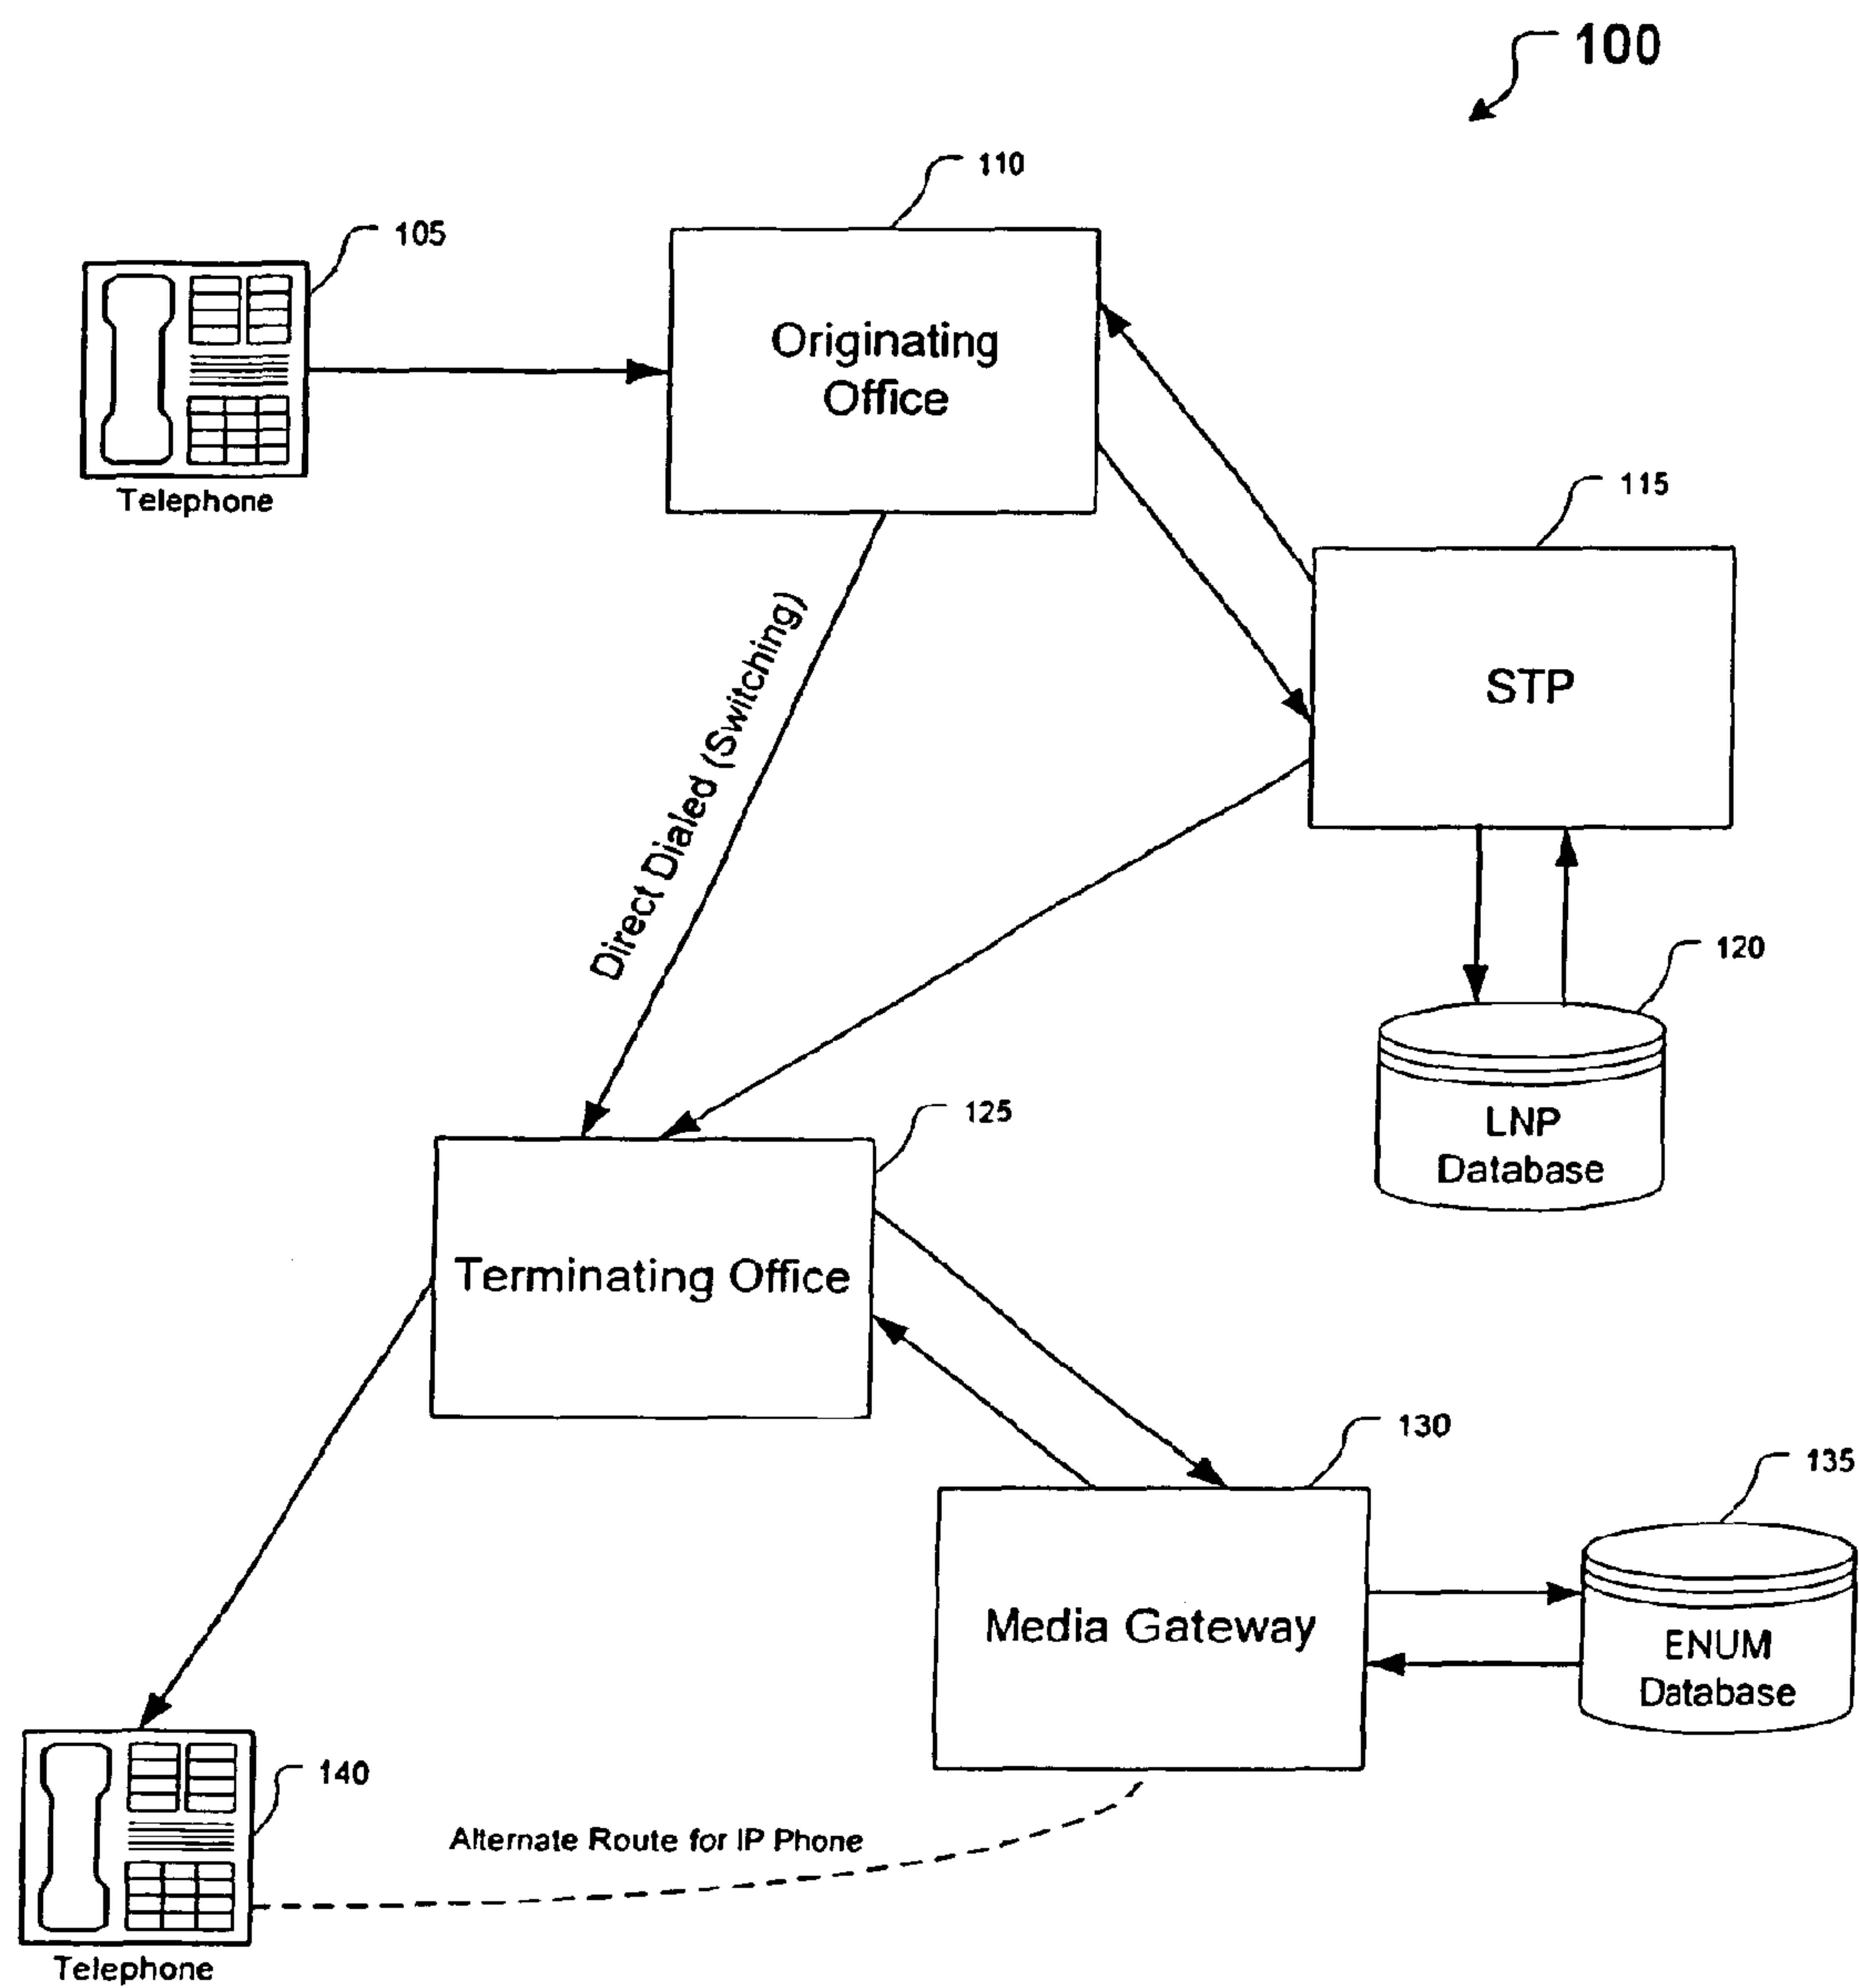 100
110
105
Originating
Office
Telephone
115
STP
Direct Dialed (Switching)
120
LNP
Database
125
Terminating Office
130
135
Media Gateway
ENUM
Database
140
Alternate Route for IP Phone
Telephone